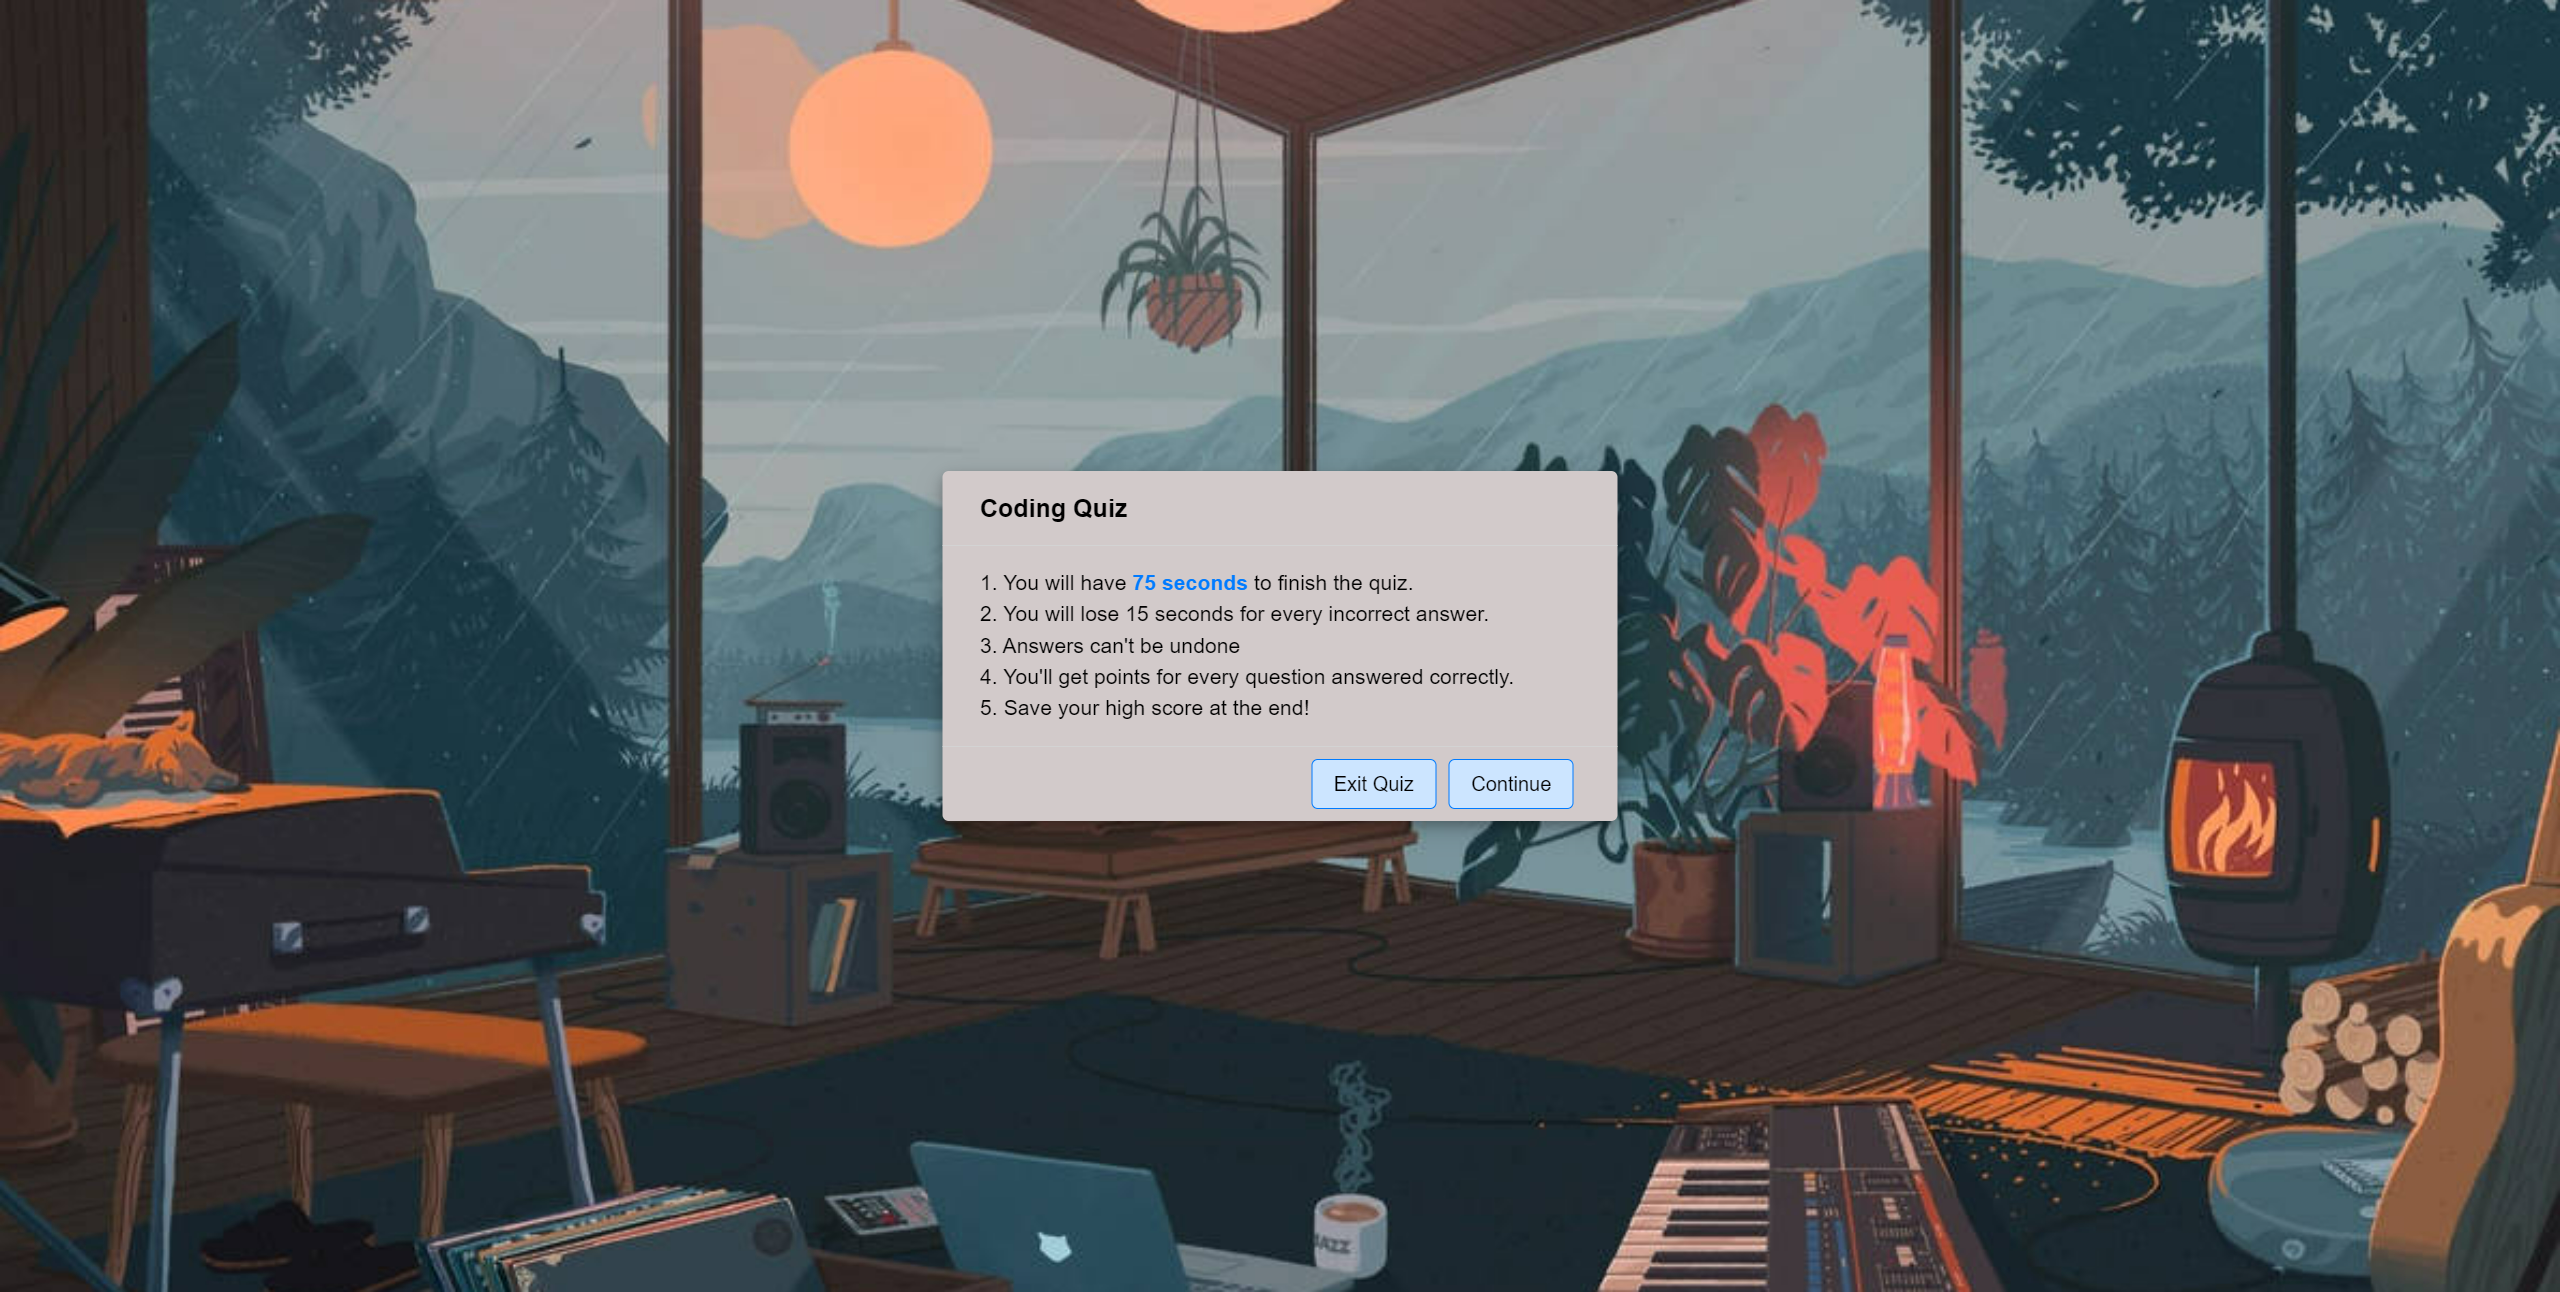 Coding Quiz
1. You will have 75 seconds to finish the quiz.
2. You will lose 15 seconds for every incorrect answer.
3. Answers can't be undone
4. You'll get points for every question answered correctly.
5. Save your high score at the end!
Exit Quiz Continue
JAZZ